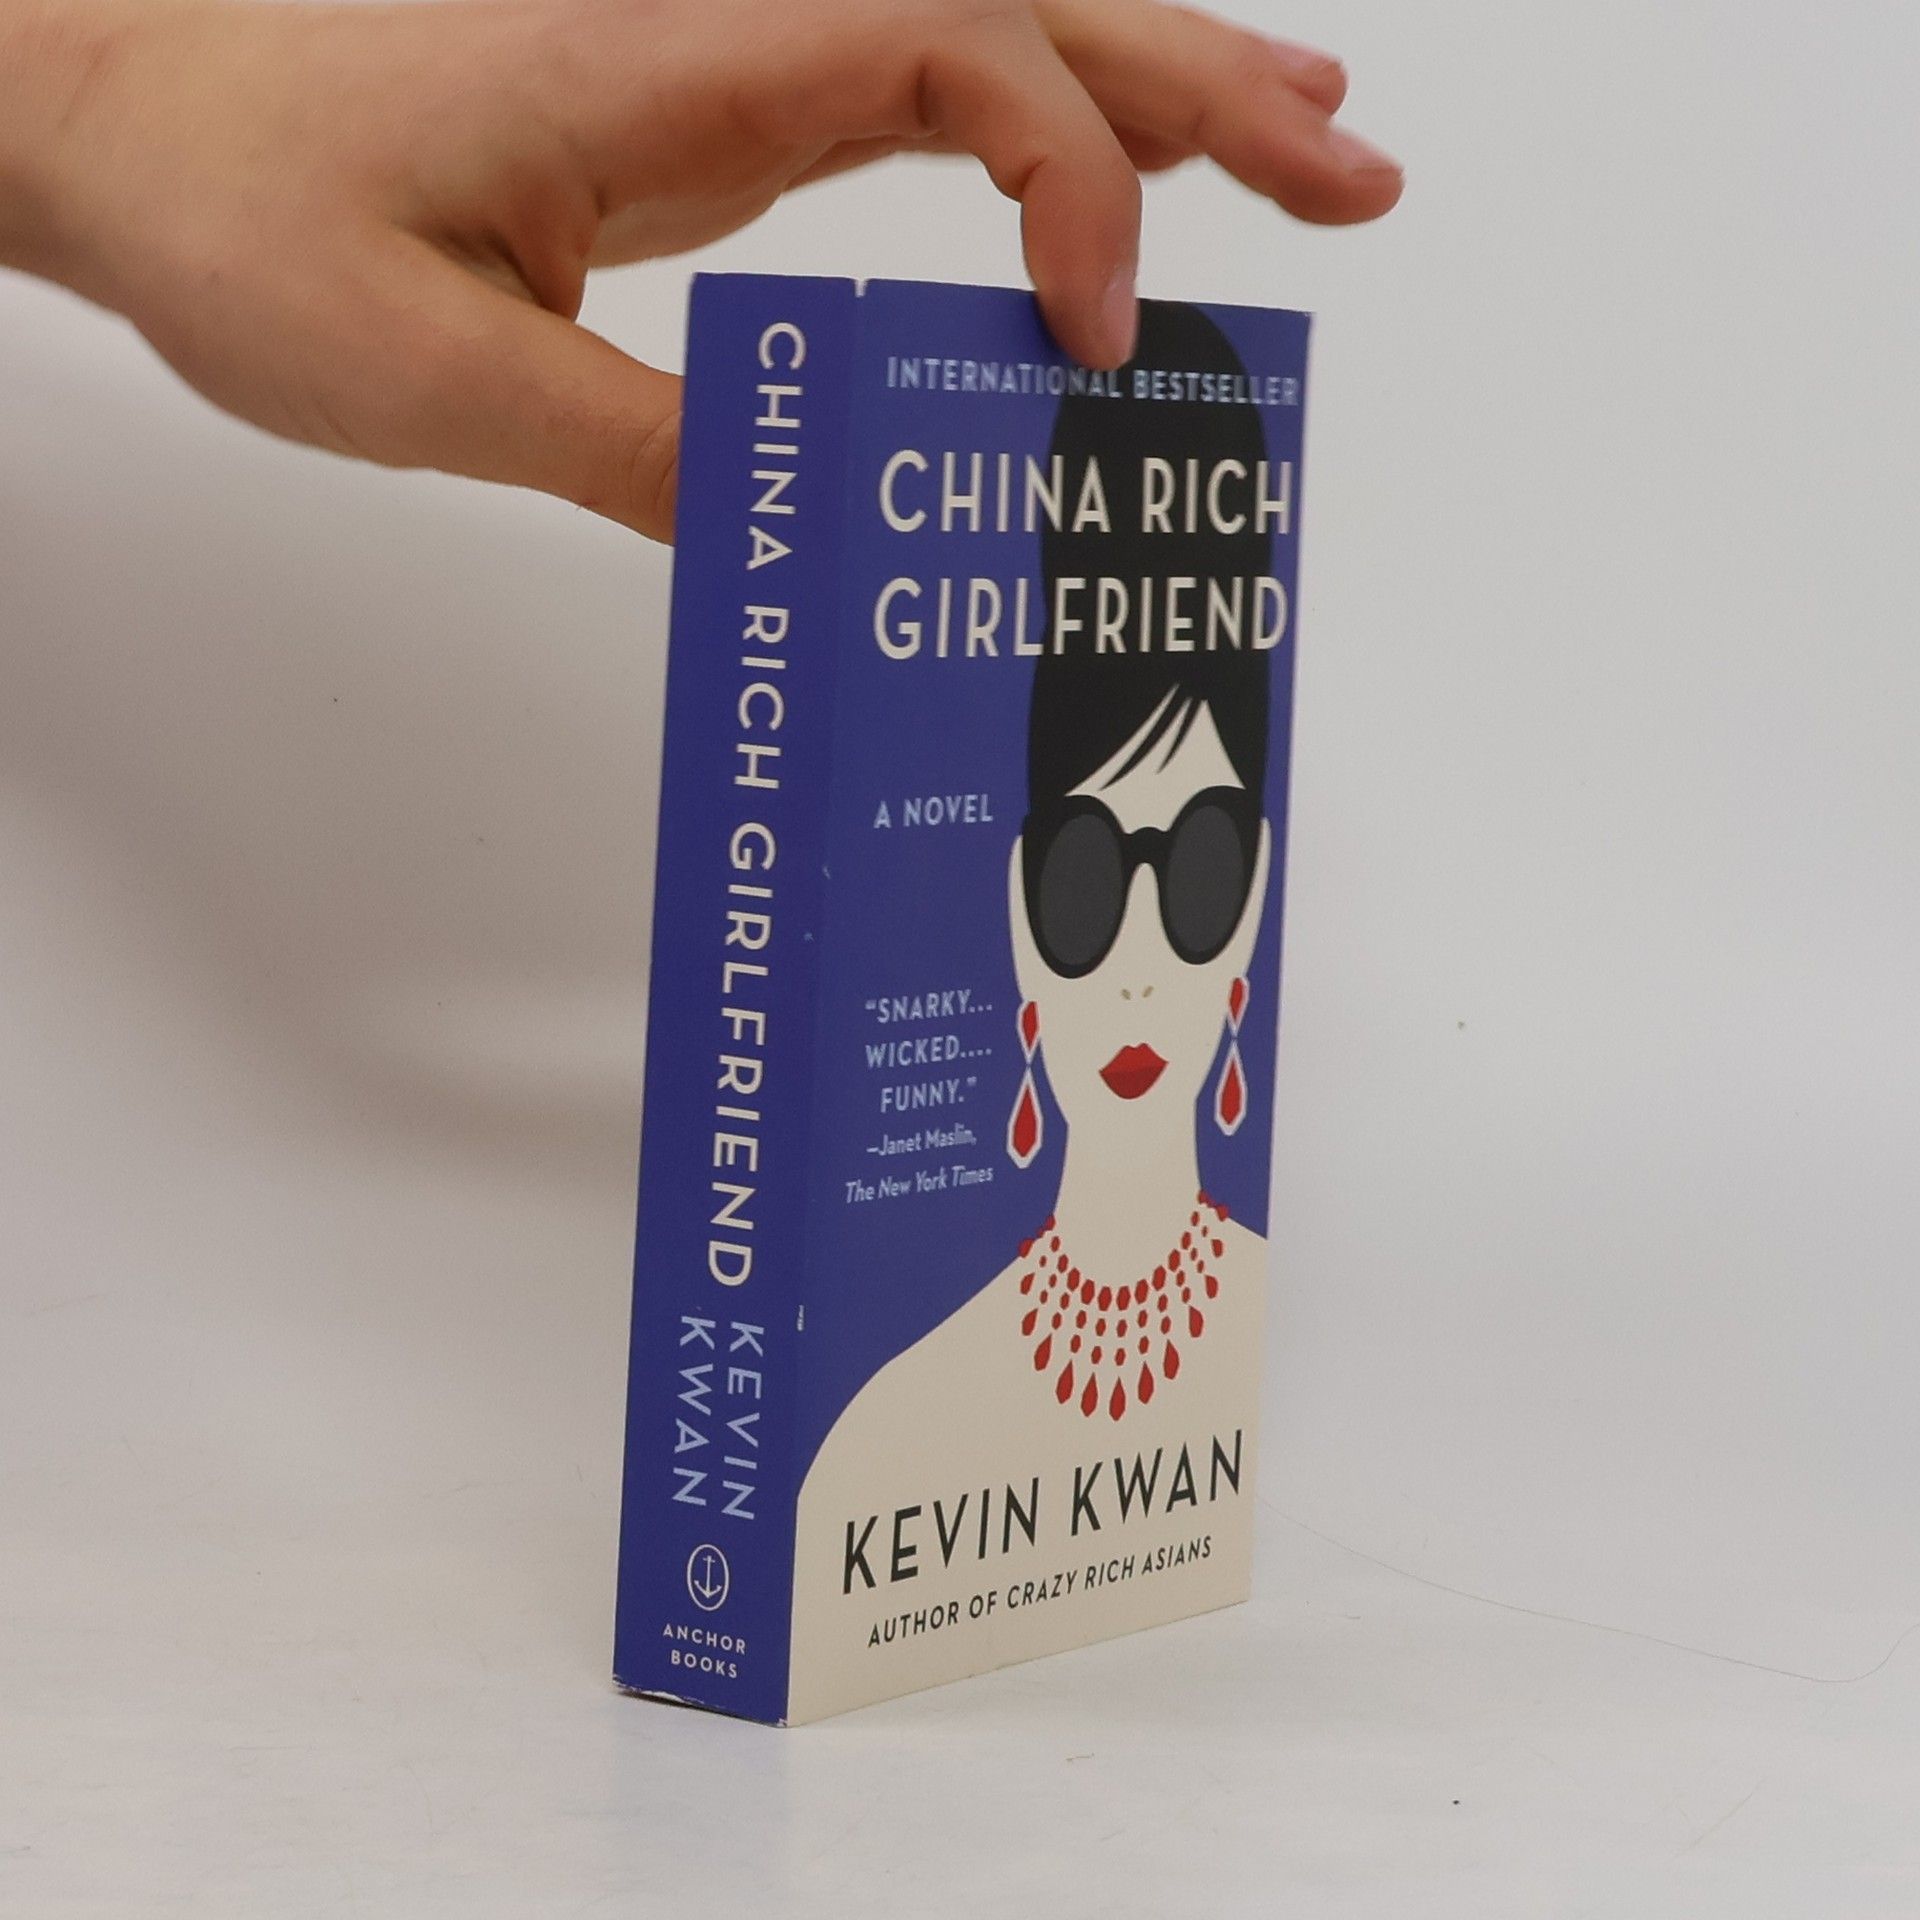 CHINA RICH GIRLFRIEND
KEVIN
KWAN
ANCHOR
BOOKS
INTERNATIONAL BESTSELLER
CHINA RICH
GIRLFRIEND
A NOVEL
“SNARKY...
WICKED....
FUNNY.”
—Janet Maslin,
The New York Times
KEVIN KWAN
AUTHOR OF CRAZY RICH ASIANS